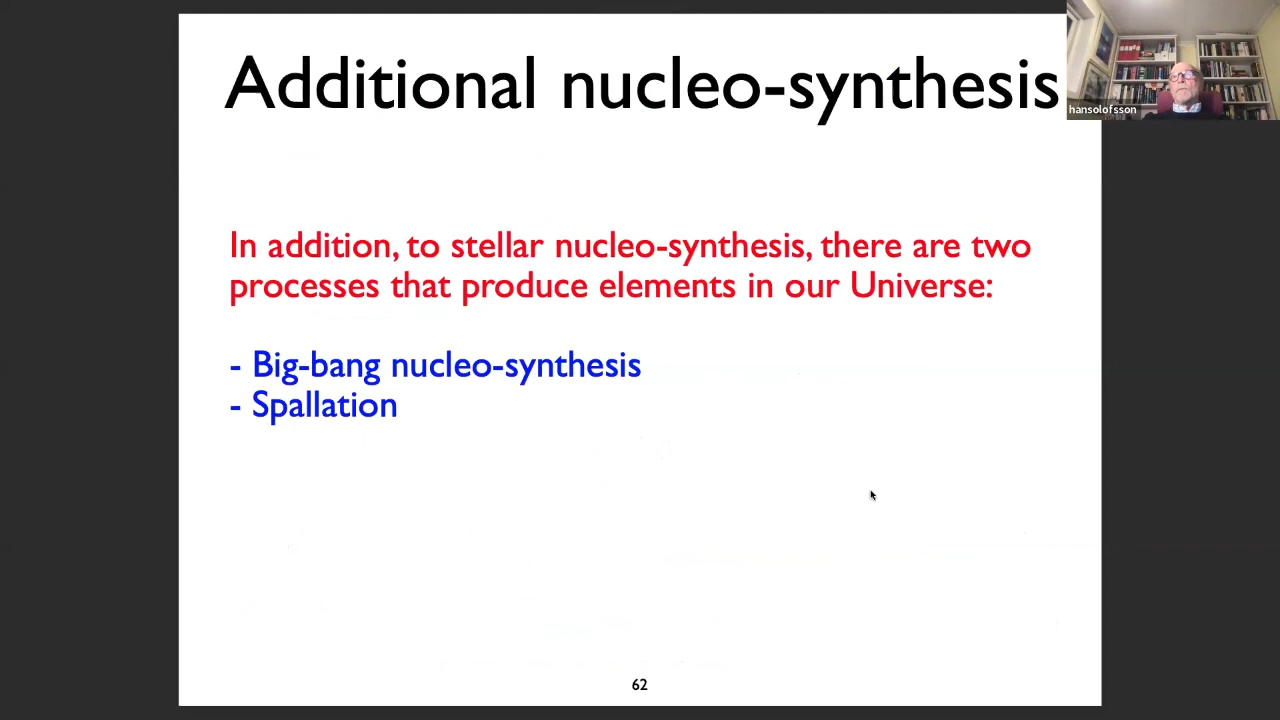 Additional nucleo-synthesis
hansolofsson
In addition, to stellar nucleo-synthesis, there are two
processes that produce elements in our Universe:
- Big-bang nucleo-synthesis
- Spallation
62